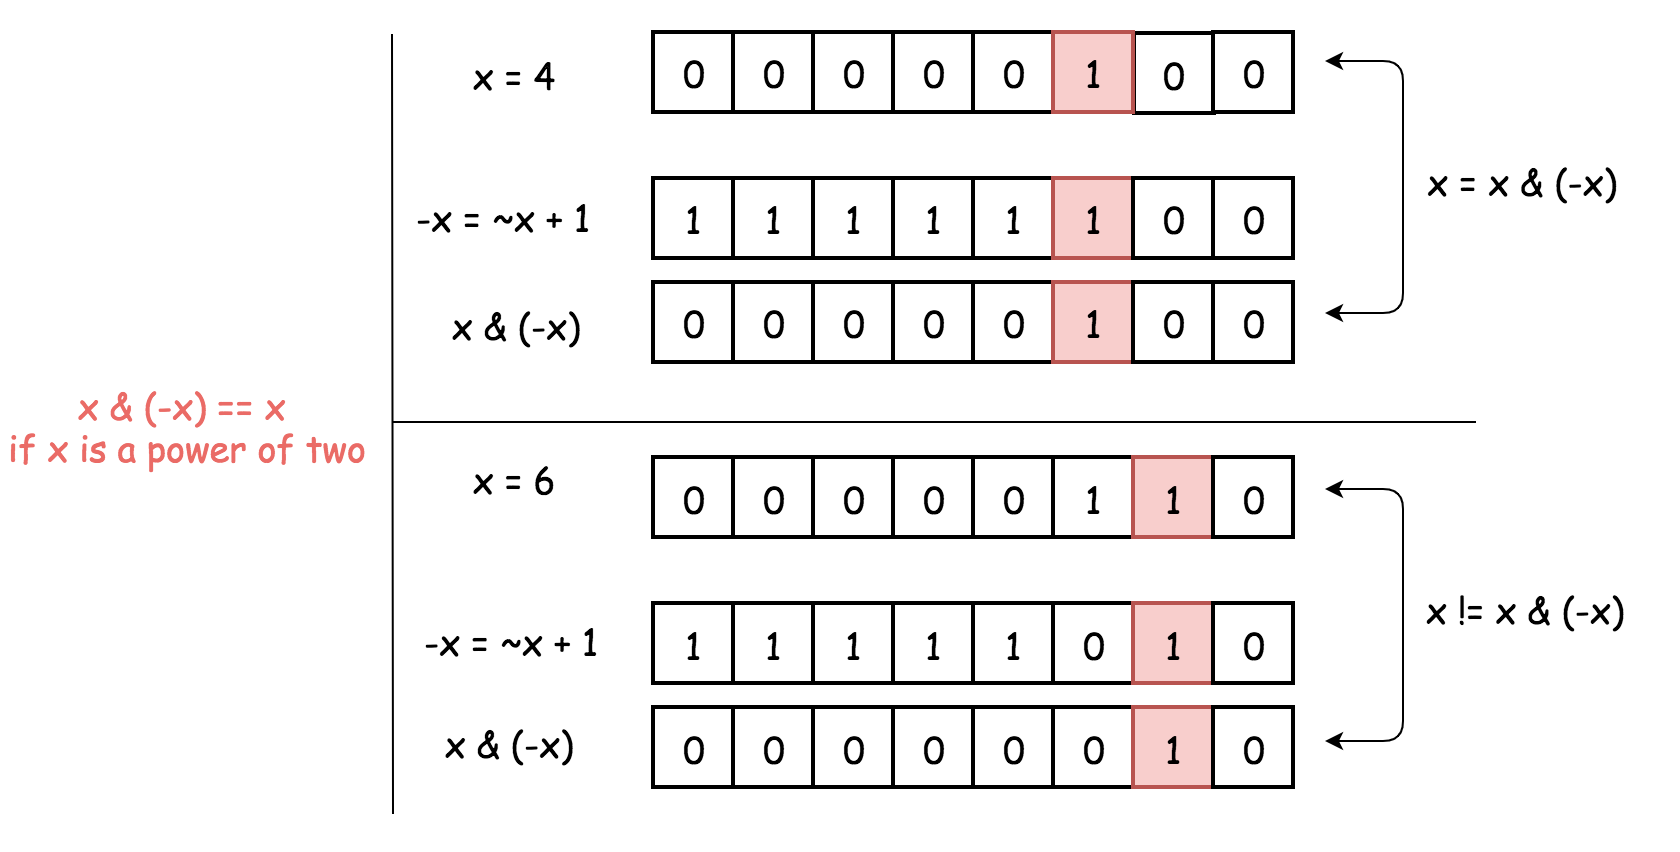 x = 4
0 0 0 0 0 1 0 0
-x = ~x + 1
1 1 1 1 1 1 0 0
x & (-x)
0 0 0 0 0 1 0 0
x = x & (-x)
x & (-x) == x
if x is a power of two
x = 6
0 0 0 0 0 1 1 0
-x = ~x + 1
1 1 1 1 1 0 1 0
x & (-x)
0 0 0 0 0 0 1 0
x != x & (-x)